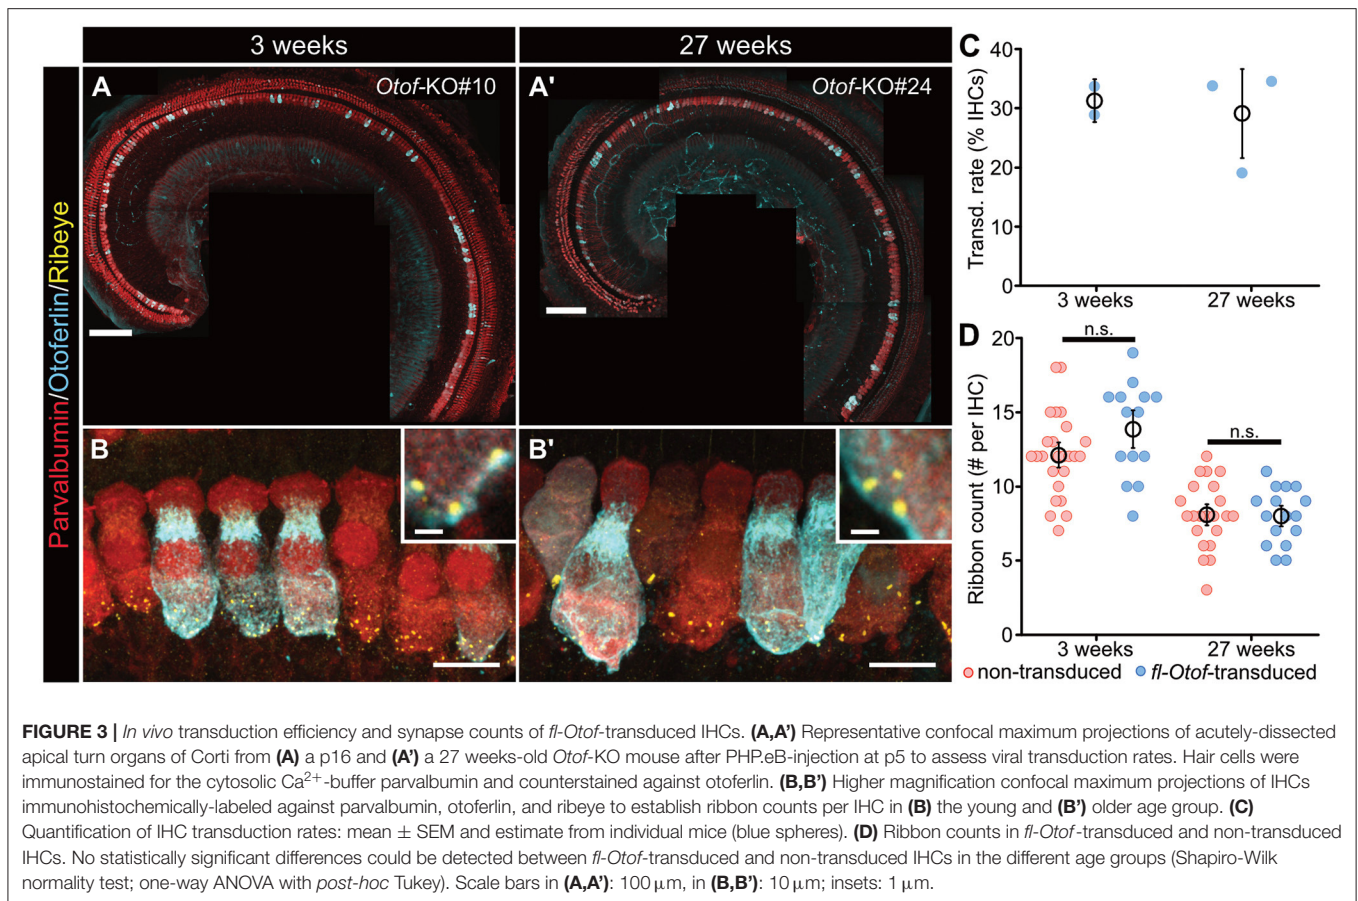 3 weeks
27 weeks
Parvalbumin/Otoferlin/Ribeye
A
Otof-KO#10
A'
Otof-KO#24
B
B'
C
Transd. rate (% IHCs)
40
30
20
10
0
3 weeks
27 weeks
D
Ribbon count (# per IHC)
20
15
10
5
0
n.s.
n.s.
3 weeks
27 weeks
non-transduced
fl-Otof-transduced
FIGURE 3 | In vivo transduction efficiency and synapse counts of fl-Otof-transduced IHCs. (A,A’) Representative confocal maximum projections of acutely-dissected
apical turn organs of Corti from (A) a p16 and (A’) a 27 weeks-old Otof-KO mouse after PHP.eB-injection at p5 to assess viral transduction rates. Hair cells were
immunostained for the cytosolic Ca²⁺-buffer parvalbumin and counterstained against otoferlin. (B,B’) Higher magnification confocal maximum projections of IHCs
immunohistochemically-labeled against parvalbumin, otoferlin, and ribeye to establish ribbon counts per IHC in (B) the young and (B’) older age group. (C)
Quantification of IHC transduction rates: mean ± SEM and estimate from individual mice (blue spheres). (D) Ribbon counts in fl-Otof-transduced and non-transduced
IHCs. No statistically significant differences could be detected between fl-Otof-transduced and non-transduced IHCs in the different age groups (Shapiro-Wilk
normality test; one-way ANOVA with post-hoc Tukey). Scale bars in (A,A’): 100 μm, in (B,B’): 10 μm; insets: 1 μm.